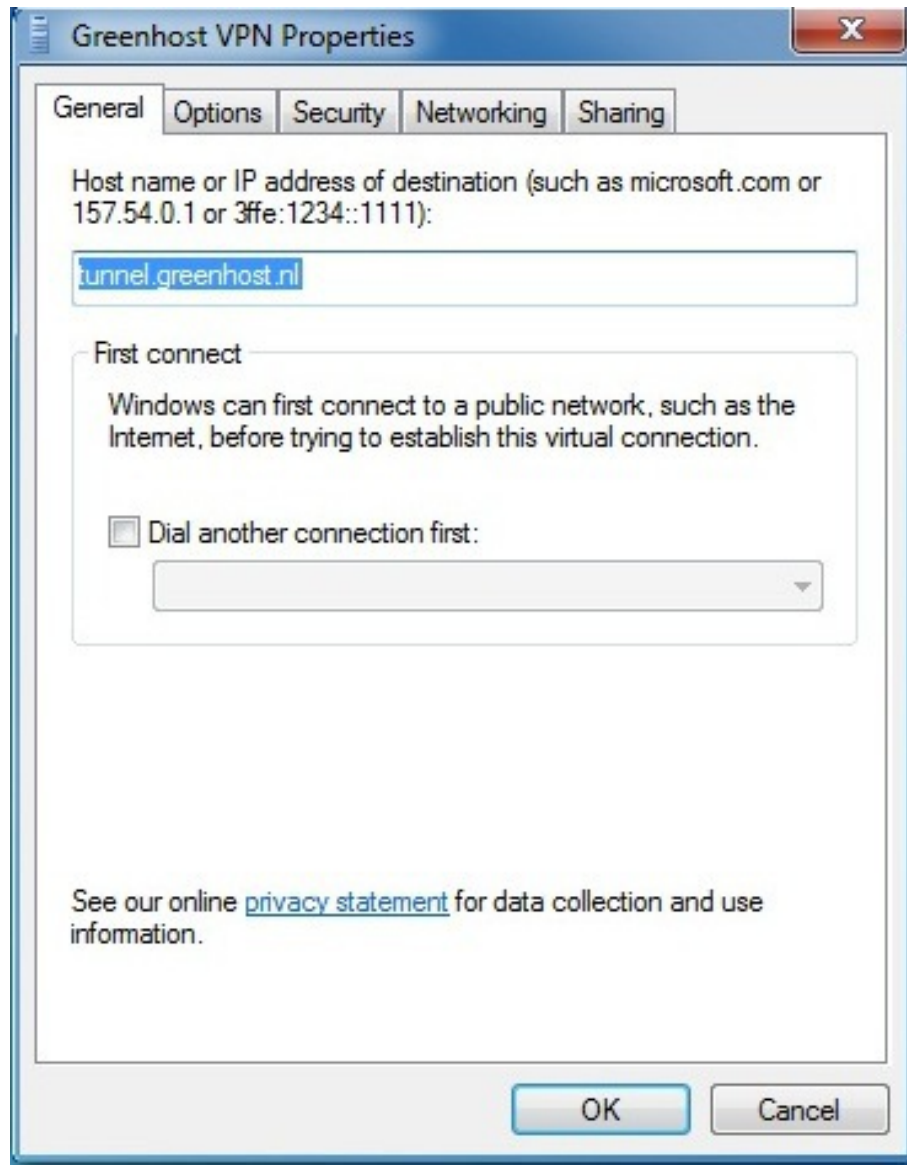 Greenhost VPN Properties
General Options Security Networking Sharing
Host name or IP address of destination (such as microsoft.com or
157.54.0.1 or 3ffe:1234::1111):
tunnel.greenhost.nl
First connect
Windows can first connect to a public network, such as the
Internet, before trying to establish this virtual connection.
Dial another connection first:
See our online privacy statement for data collection and use
information.
OK Cancel